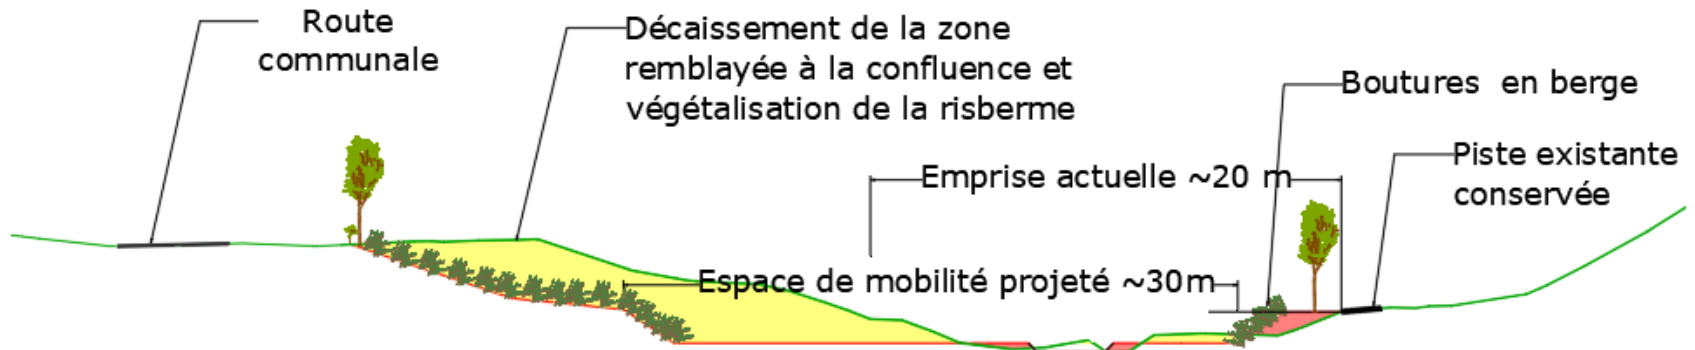 Route
communale
Décaissement de la zone
remblayée à la confluence et
végétalisation de la risberme
Boutures en berge
Piste existante
conservée
Emprise actuelle ~20 m
Espace de mobilité projeté ~30m